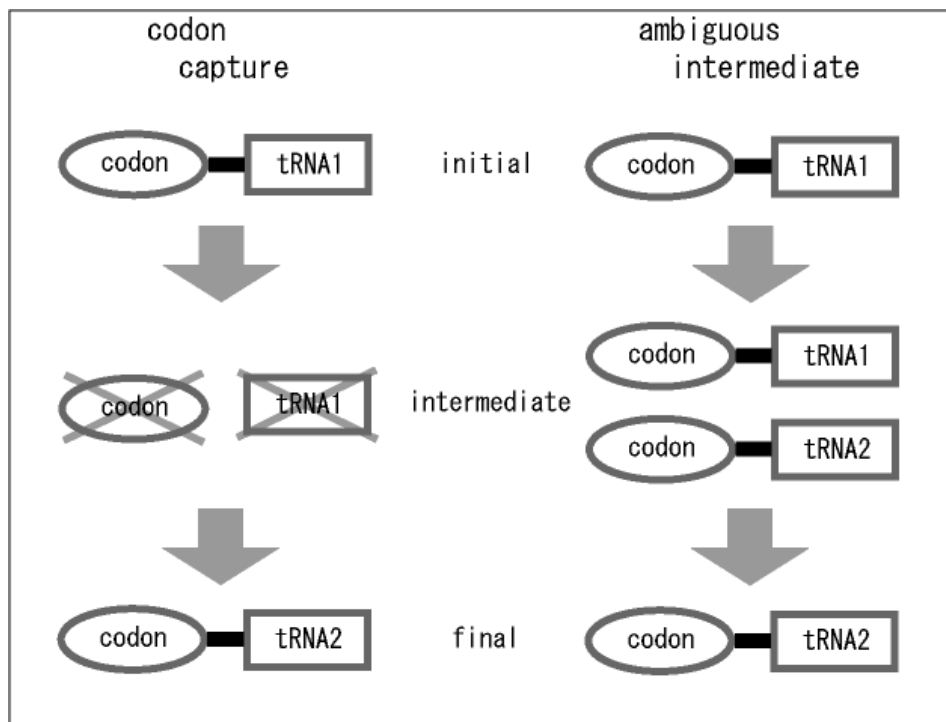 codon
capture
ambiguous
intermediate
codon
tRNA1
initial
codon
tRNA1
codon
tRNA1
intermediate
codon
tRNA1
codon
tRNA2
codon
tRNA2
final
codon
tRNA2